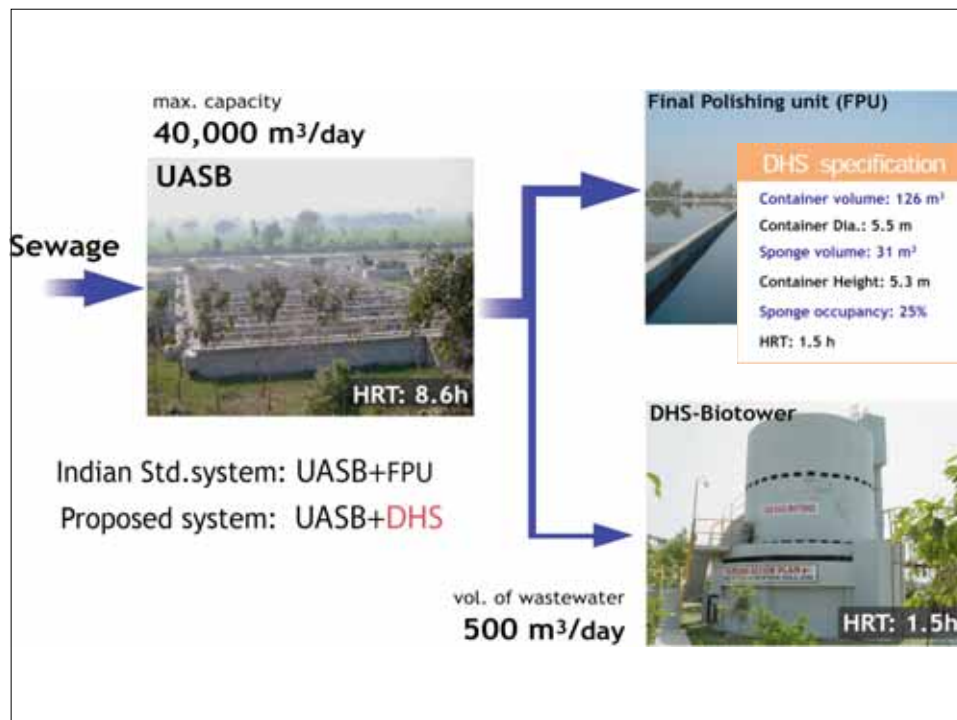 max. capacity
40,000 m³/day
UASB
Sewage
HRT: 8.6h
Final Polishing unit (FPU)
DHS specification
Container volume: 126 m³
Container Dia.: 5.5 m
Sponge volume: 31 m³
Container Height: 5.3 m
Sponge occupancy: 25%
HRT: 1.5 h
Indian Std.system: UASB+FPU
Proposed system: UASB+DHS
DHS-Biotower
vol. of wastewater
500 m³/day
HRT: 1.5h